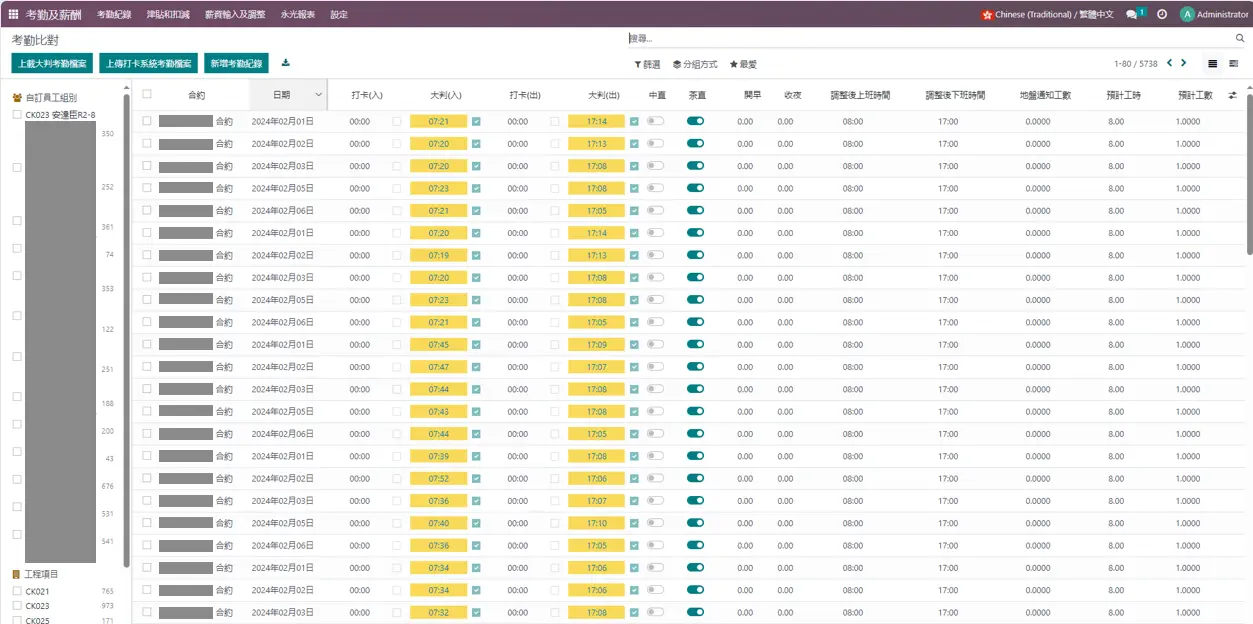 考勤及薪酬 考勤紀錄 津貼和扣減 薪資輸入及調整 永光報表 設定 Chinese (Traditional) / 繁體中文 1 A Administrator
考勤比對 搜尋...
上載大判考勤檔案 上傳打卡系統考勤檔案 新增考勤紀錄 篩選 分組方式 最愛 1-80 / 5738
自訂員工組別
CK023 安達臣R2-8
350
252
361
74
353
122
251
188
200
43
676
531
541
工程項目
CK021 765
CK023 973
CK025 171
合約 日期 打卡(入) 大判(入) 打卡(出) 大判(出) 中直 茶直 開早 收夜 調整後上班時間 調整後下班時間 地盤通知工數 預計工時 預計工數
合約 2024年02月01日 00:00 07:21 00:00 17:14 0.00 0.00 08:00 17:00 0.0000 8.00 1.0000
合約 2024年02月02日 00:00 07:20 00:00 17:13 0.00 0.00 08:00 17:00 0.0000 8.00 1.0000
合約 2024年02月03日 00:00 07:20 00:00 17:08 0.00 0.00 08:00 17:00 0.0000 8.00 1.0000
合約 2024年02月05日 00:00 07:23 00:00 17:08 0.00 0.00 08:00 17:00 0.0000 8.00 1.0000
合約 2024年02月06日 00:00 07:21 00:00 17:05 0.00 0.00 08:00 17:00 0.0000 8.00 1.0000
合約 2024年02月01日 00:00 07:20 00:00 17:14 0.00 0.00 08:00 17:00 0.0000 8.00 1.0000
合約 2024年02月02日 00:00 07:19 00:00 17:13 0.00 0.00 08:00 17:00 0.0000 8.00 1.0000
合約 2024年02月03日 00:00 07:20 00:00 17:08 0.00 0.00 08:00 17:00 0.0000 8.00 1.0000
合約 2024年02月05日 00:00 07:23 00:00 17:08 0.00 0.00 08:00 17:00 0.0000 8.00 1.0000
合約 2024年02月06日 00:00 07:21 00:00 17:05 0.00 0.00 08:00 17:00 0.0000 8.00 1.0000
合約 2024年02月01日 00:00 07:45 00:00 17:09 0.00 0.00 08:00 17:00 0.0000 8.00 1.0000
合約 2024年02月02日 00:00 07:47 00:00 17:07 0.00 0.00 08:00 17:00 0.0000 8.00 1.0000
合約 2024年02月03日 00:00 07:44 00:00 17:08 0.00 0.00 08:00 17:00 0.0000 8.00 1.0000
合約 2024年02月05日 00:00 07:43 00:00 17:08 0.00 0.00 08:00 17:00 0.0000 8.00 1.0000
合約 2024年02月06日 00:00 07:44 00:00 17:05 0.00 0.00 08:00 17:00 0.0000 8.00 1.0000
合約 2024年02月01日 00:00 07:39 00:00 17:08 0.00 0.00 08:00 17:00 0.0000 8.00 1.0000
合約 2024年02月02日 00:00 07:52 00:00 17:06 0.00 0.00 08:00 17:00 0.0000 8.00 1.0000
合約 2024年02月03日 00:00 07:36 00:00 17:07 0.00 0.00 08:00 17:00 0.0000 8.00 1.0000
合約 2024年02月05日 00:00 07:40 00:00 17:10 0.00 0.00 08:00 17:00 0.0000 8.00 1.0000
合約 2024年02月06日 00:00 07:36 00:00 17:05 0.00 0.00 08:00 17:00 0.0000 8.00 1.0000
合約 2024年02月01日 00:00 07:34 00:00 17:06 0.00 0.00 08:00 17:00 0.0000 8.00 1.0000
合約 2024年02月02日 00:00 07:34 00:00 17:06 0.00 0.00 08:00 17:00 0.0000 8.00 1.0000
合約 2024年02月03日 00:00 07:32 00:00 17:08 0.00 0.00 08:00 17:00 0.0000 8.00 1.0000